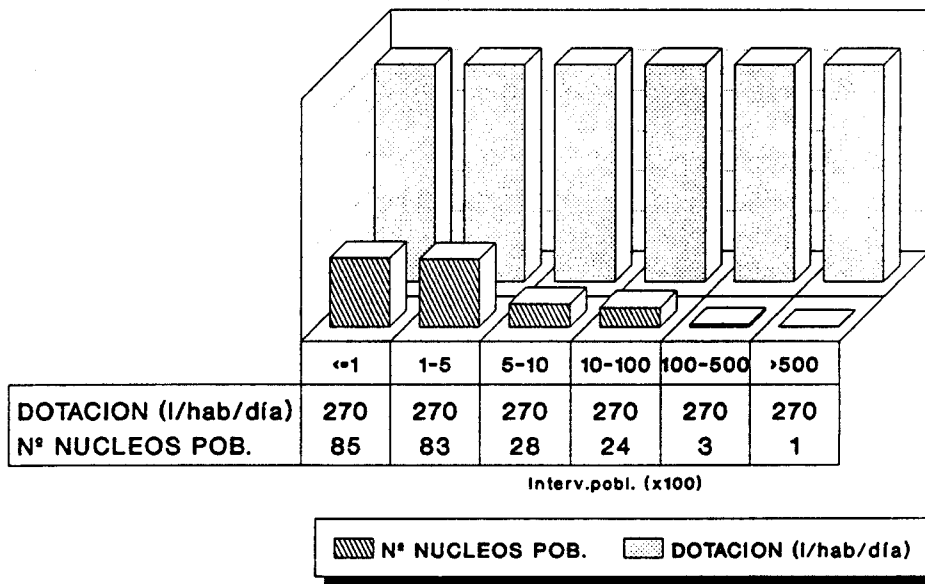 <=1 1-5 5-10 10-100 100-500 >500
DOTACION (l/hab/día) 270 270 270 270 270 270
Nº NUCLEOS POB. 85 83 28 24 3 1
Interv.pobl. (x100)
Nº NUCLEOS POB. DOTACION (l/hab/día)